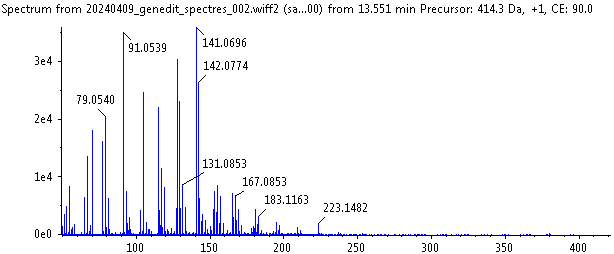 Spectrum from 20240409_genedit_spectres_002.wiff2 (sa...00) from 13.551 min Precursor: 414.3 Da, +1, CE: 90.0
141.0696
91.0539
3e4
142.0774
79.0540
2e4
131.0853
1e4
167.0853
183.1163
223.1482
0e0
100 150 200 250 300 350 400